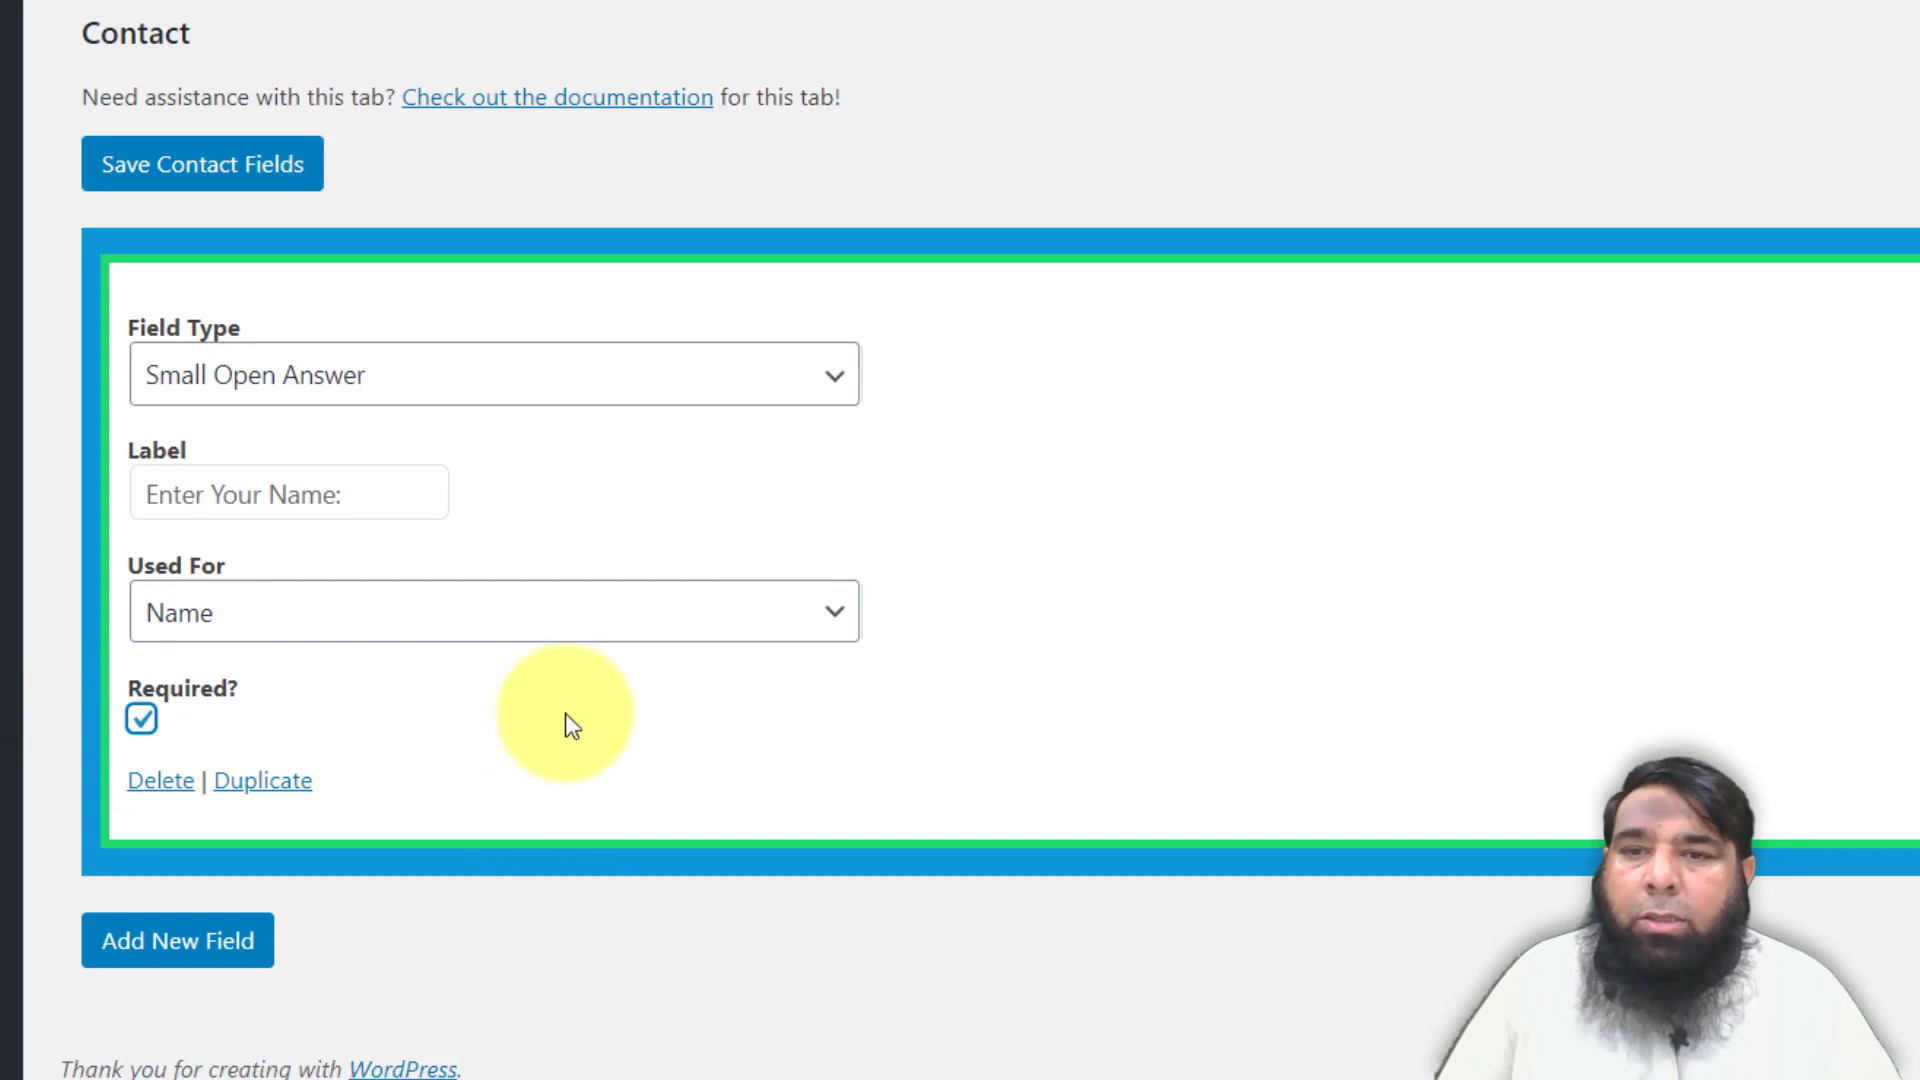 Contact
Need assistance with this tab? Check out the documentation for this tab!
Save Contact Fields
Field Type
Small Open Answer
Label
Enter Your Name:
Used For
Name
Required?
Delete | Duplicate
Add New Field
Thank you for creating with WordPress.